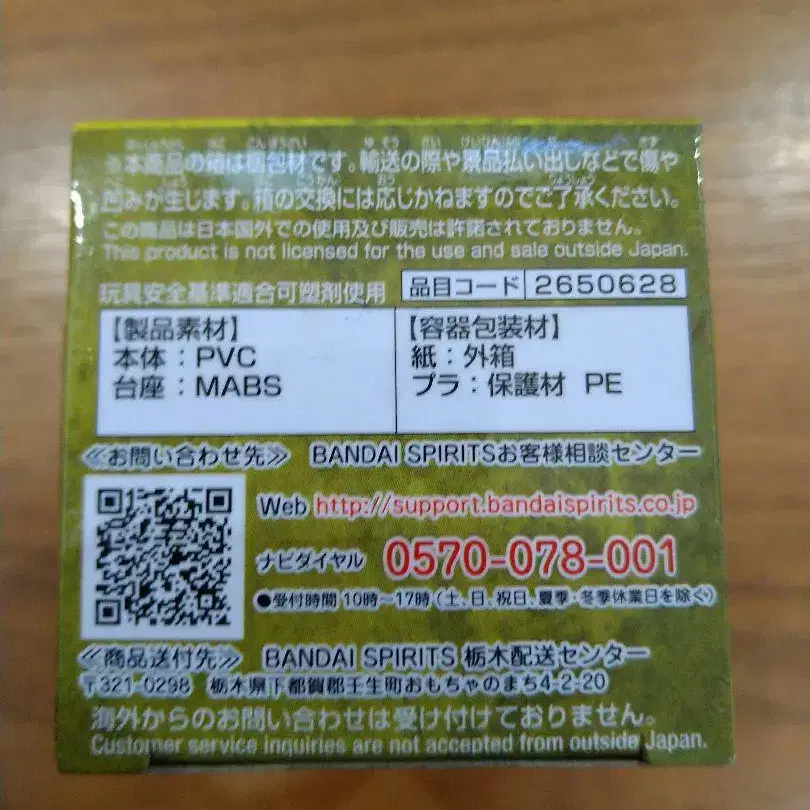 ※本商品の箱は梱包材です。輸送の際や景品払い出しなどで傷や
凹みが生じます。箱の交換には応じかねますのでご了承ください。
この商品は日本国外での使用及び販売は許諾されておりません。
This product is not licensed for the use and sale outside Japan.
玩具安全基準適合可塑剤使用
品目コード 2650628
【製品素材】
本体：PVC
台座：MABS
【容器包装材】
紙：外箱
プラ：保護材 PE
≪お問い合わせ先≫ BANDAI SPIRITSお客様相談センター
Web http://support.bandaispirits.co.jp
ナビダイヤル 0570-078-001
●受付時間 10時～17時（土、日、祝日、夏季・冬季休業日を除く）
≪商品送付先≫ BANDAI SPIRITS 栃木配送センター
〒321-0298 栃木県下都賀郡壬生町おもちゃのまち4-2-20
海外からのお問い合わせは受け付けておりません。
Customer service inquiries are not accepted from outside Japan.